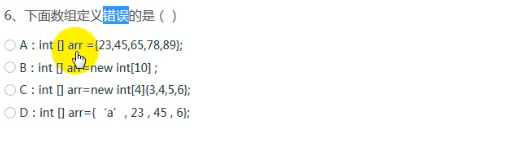 6、下面数组定义错误的是（ ）
A：int [] arr ={23,45,65,78,89};
B：int [] arr=new int[10] ;
C：int [] arr=new int[4]{3,4,5,6};
D：int [] arr={‘a’, 23 , 45 , 6};